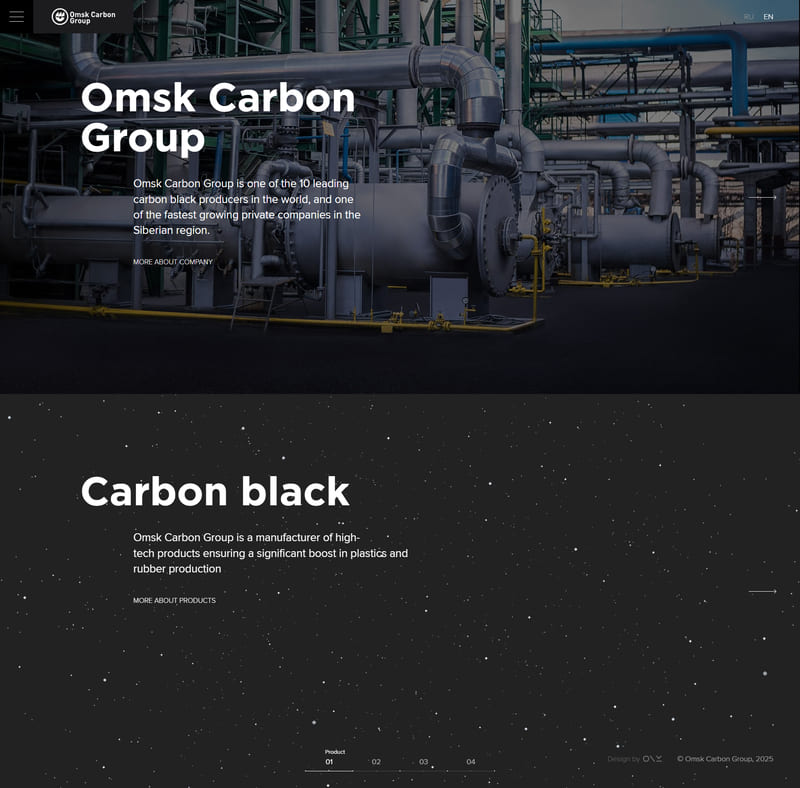 Omsk Carbon
Group
RU EN
Omsk Carbon
Group
Omsk Carbon Group is one of the 10 leading
carbon black producers in the world, and one
of the fastest growing private companies in the
Siberian region.
MORE ABOUT COMPANY
Carbon black
Omsk Carbon Group is a manufacturer of high-
tech products ensuring a significant boost in plastics and
rubber production
MORE ABOUT PRODUCTS
Product
01 02 03 04
Design by
© Omsk Carbon Group, 2025